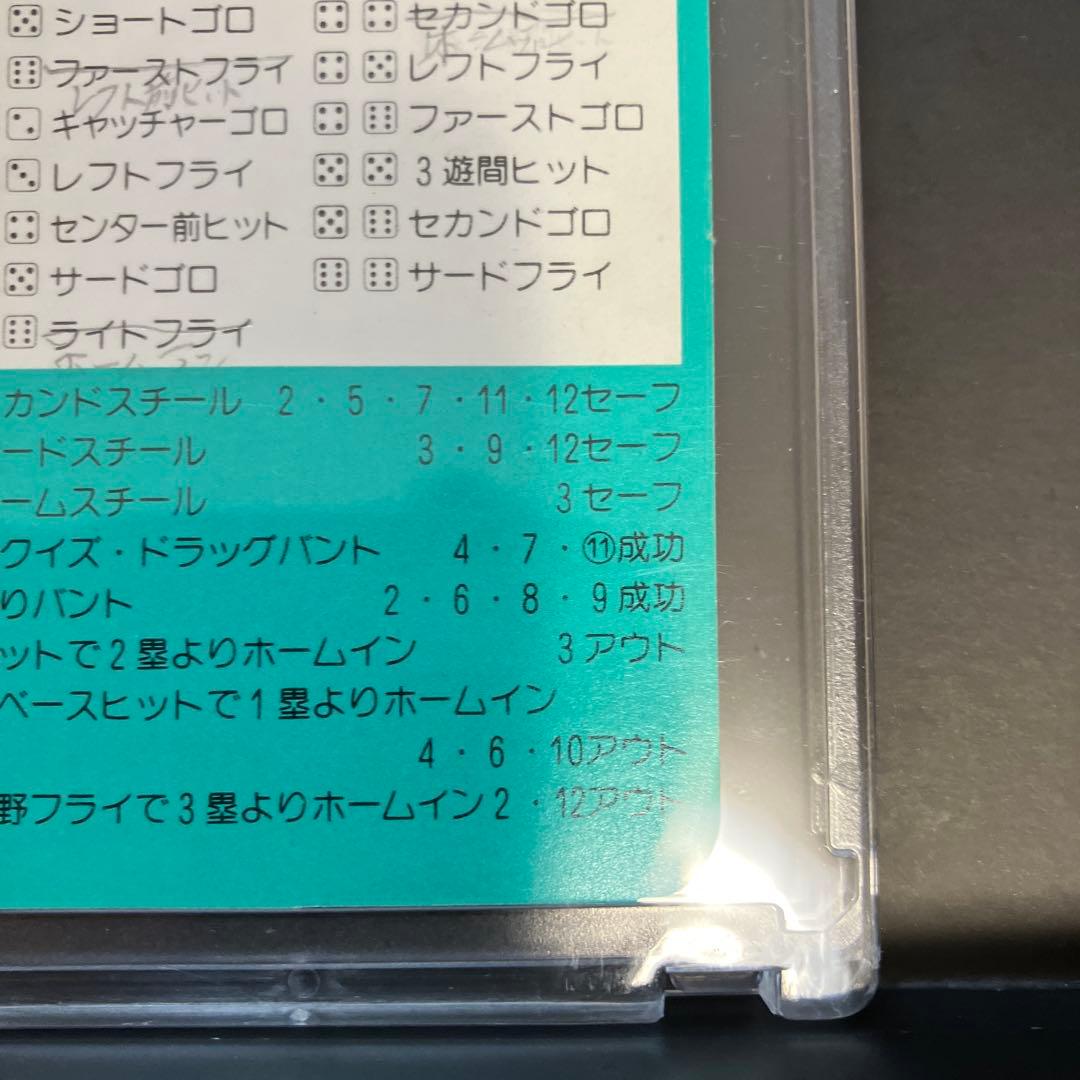 ⚄ショートゴロ
⚅ファーストフライ
レフト前ヒット
⚁キャッチャーゴロ
⚂レフトフライ
⚃センター前ヒット
⚄サードゴロ
⚅ライトフライ
⚃⚃セカンドゴロ
⚃⚄レフトフライ
⚃⚅ファーストゴロ
⚄⚄3遊間ヒット
⚄⚅セカンドゴロ
⚅⚅サードフライ
カンドスチール 2・5・7・11・12セーフ
ードスチール 3・9・12セーフ
ームスチール 3セーフ
クイズ・ドラッグバント 4・7・⑪成功
りバント 2・6・8・9成功
ットで2塁よりホームイン 3アウト
ベースヒットで1塁よりホームイン
4・6・10アウト
野フライで3塁よりホームイン2・12アウト